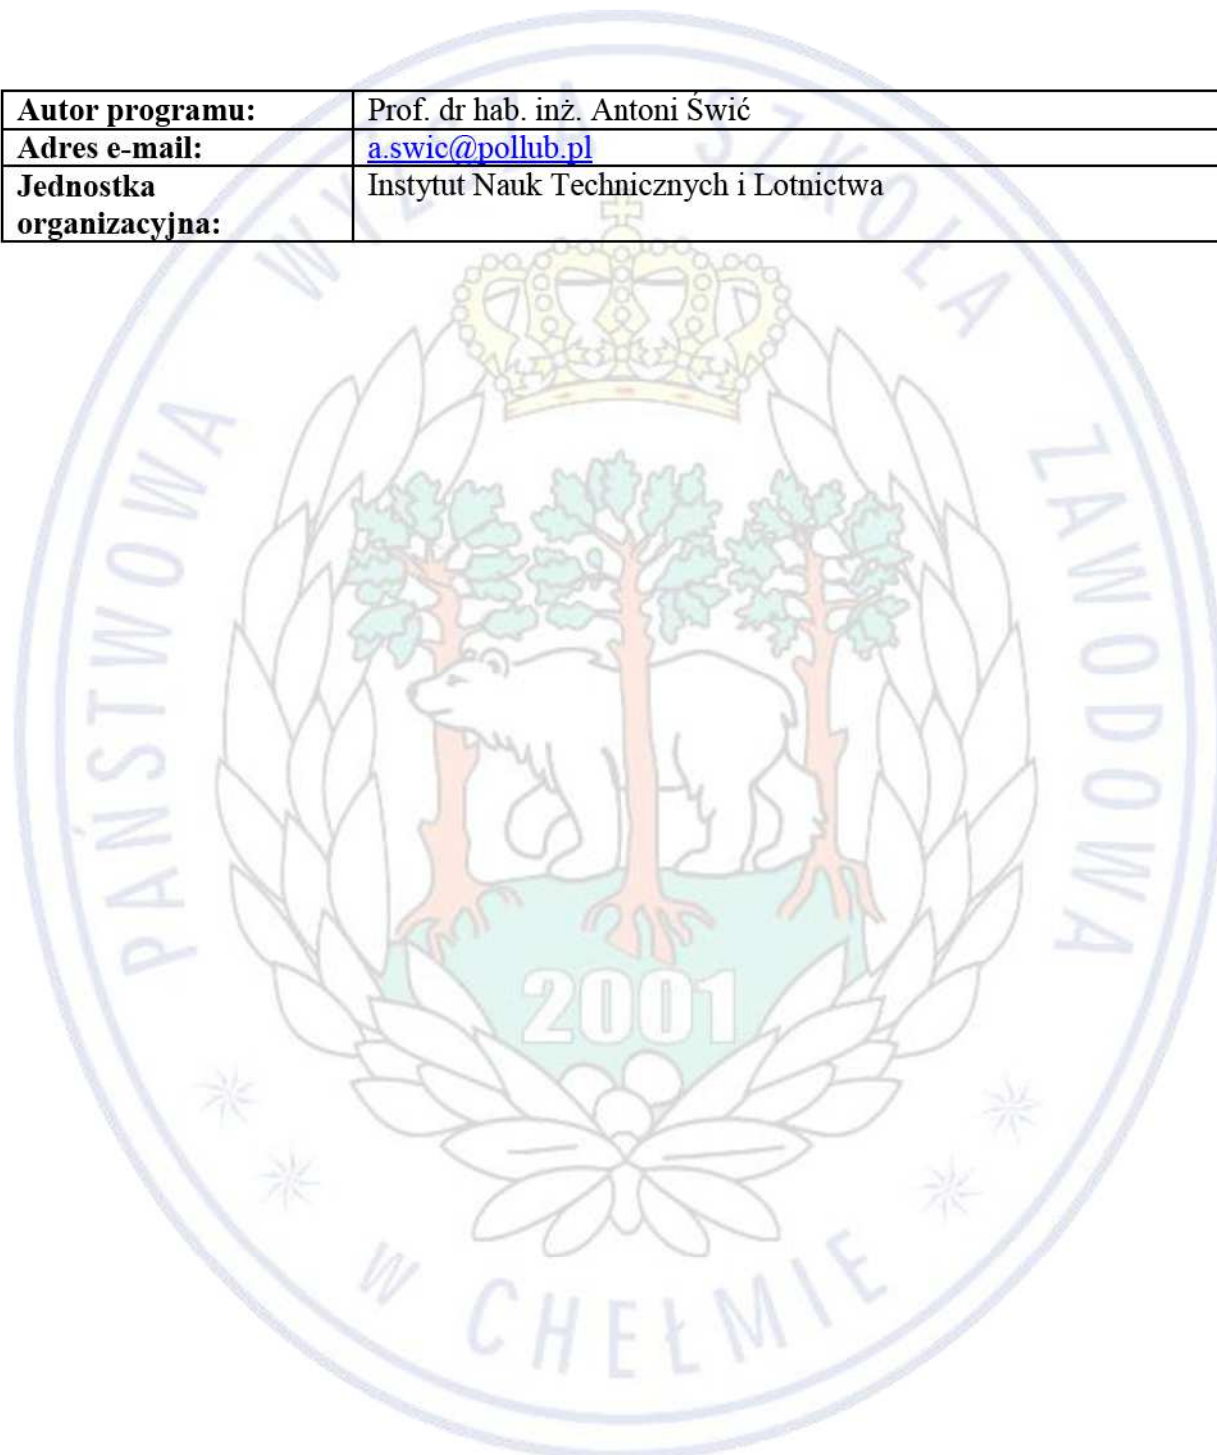 Autor programu: Prof. dr hab. inż. Antoni Świć
Adres e-mail: a.swic@pollub.pl
Jednostka organizacyjna: Instytut Nauk Technicznych i Lotnictwa
PAŃSTWOWA WYŻSZA SZKOŁA ZAWODOWA
2001
W CHEŁMIE